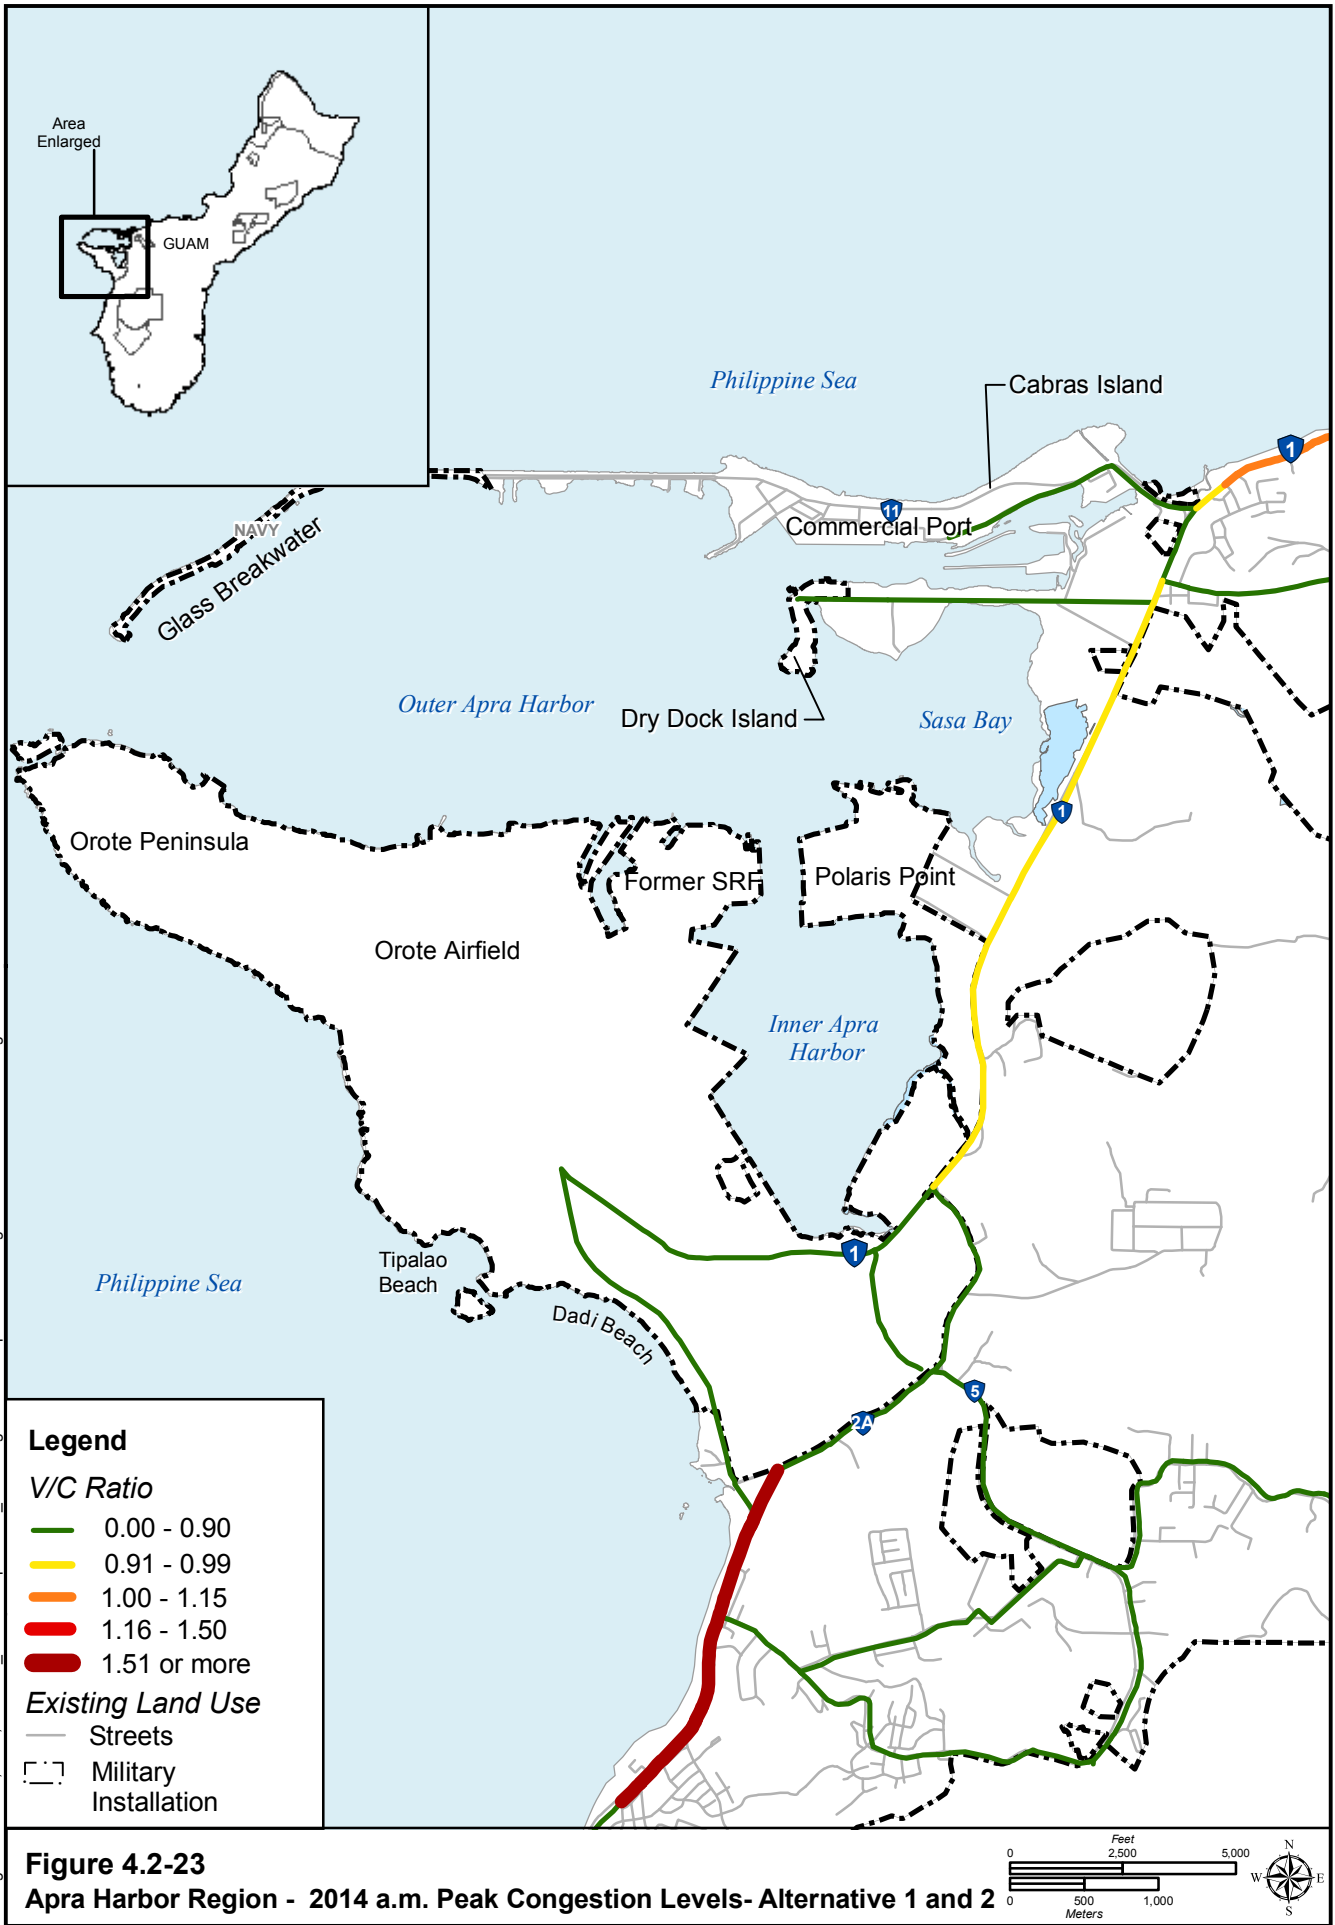 Area
Enlarged
GUAM
Philippine Sea
Cabras Island
1
11
Commercial Port
NAVY
Glass Breakwater
Outer Apra Harbor
Dry Dock Island
Sasa Bay
1
Orote Peninsula
Former SRF
Polaris Point
Orote Airfield
Inner Apra
Harbor
Tipalao
Beach
1
Philippine Sea
Dadi Beach
5
2A
Legend
V/C Ratio
0.00 - 0.90
0.91 - 0.99
1.00 - 1.15
1.16 - 1.50
1.51 or more
Existing Land Use
Streets
Military
Installation
Figure 4.2-23
Apra Harbor Region - 2014 a.m. Peak Congestion Levels- Alternative 1 and 2
Feet
0 2,500 5,000
0 500 1,000
Meters
N
W E
S